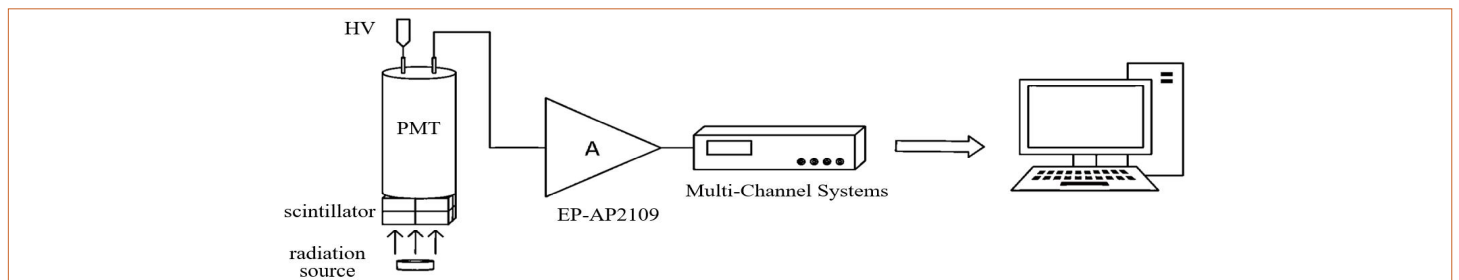 HV
PMT
scintillator
radiation
source
A
EP-AP2109
Multi-Channel Systems